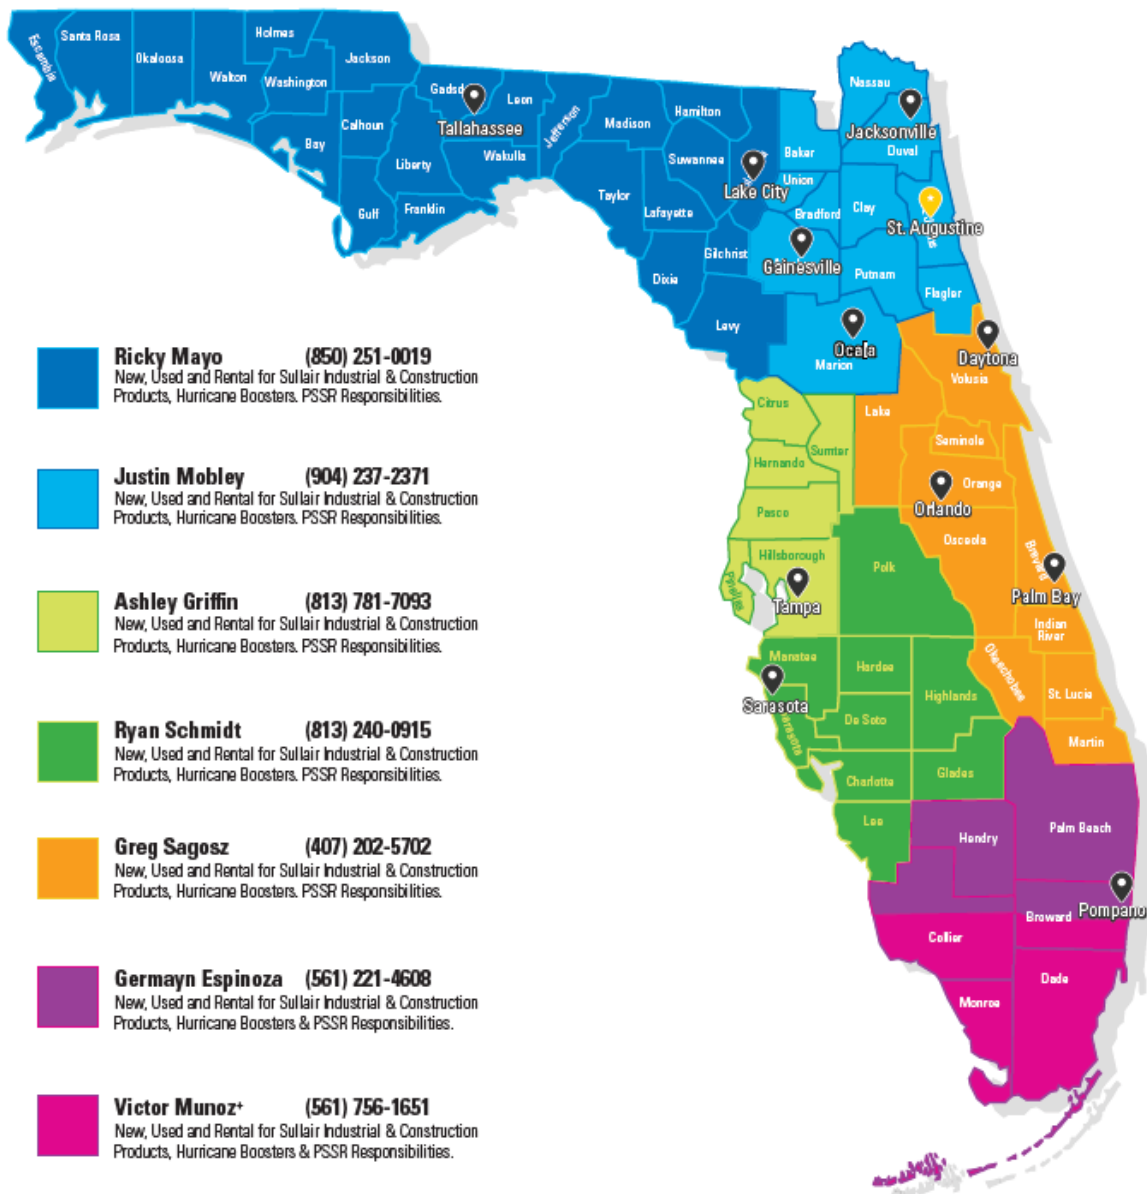 Escambia
Santa Rosa
Okaloosa
Walton
Holmes
Washington
Jackson
Bay
Calhoun
Gulf
Liberty
Franklin
Leon
Tallahassee
Wakulla
Jefferson
Madison
Taylor
Hamilton
Suwannee
Lafayette
Dixie
Gilchrist
Levy
Lake City
Baker
Union
Bradford
Gainesville
Nassau
Jacksonville
Duval
Clay
St. Augustine
Putnam
Flagler
Ocala
Marion
Daytona
Volusia
Lake
Seminole
Orange
Orlando
Osceola
Brevard
Palm Bay
Indian
River
Okeechobee
St. Lucie
Martin
Citrus
Sumter
Hernando
Pasco
Hillsborough
Pinellas
Tampa
Polk
Manatee
Hardee
Sarasota
Sarasota
De Soto
Highlands
Charlotte
Glades
Lee
Hendry
Palm Beach
Pompano
Broward
Collier
Dade
Monroe
Ricky Mayo (850) 251-0019
New, Used and Rental for Sullair Industrial & Construction
Products, Hurricane Boosters. PSSR Responsibilities.
Justin Mobley (904) 237-2371
New, Used and Rental for Sullair Industrial & Construction
Products, Hurricane Boosters. PSSR Responsibilities.
Ashley Griffin (813) 781-7093
New, Used and Rental for Sullair Industrial & Construction
Products, Hurricane Boosters. PSSR Responsibilities.
Ryan Schmidt (813) 240-0915
New, Used and Rental for Sullair Industrial & Construction
Products, Hurricane Boosters. PSSR Responsibilities.
Greg Sagosz (407) 202-5702
New, Used and Rental for Sullair Industrial & Construction
Products, Hurricane Boosters. PSSR Responsibilities.
Germayn Espinoza (561) 221-4608
New, Used and Rental for Sullair Industrial & Construction
Products, Hurricane Boosters & PSSR Responsibilities.
Victor Munoz+ (561) 756-1651
New, Used and Rental for Sullair Industrial & Construction
Products, Hurricane Boosters & PSSR Responsibilities.